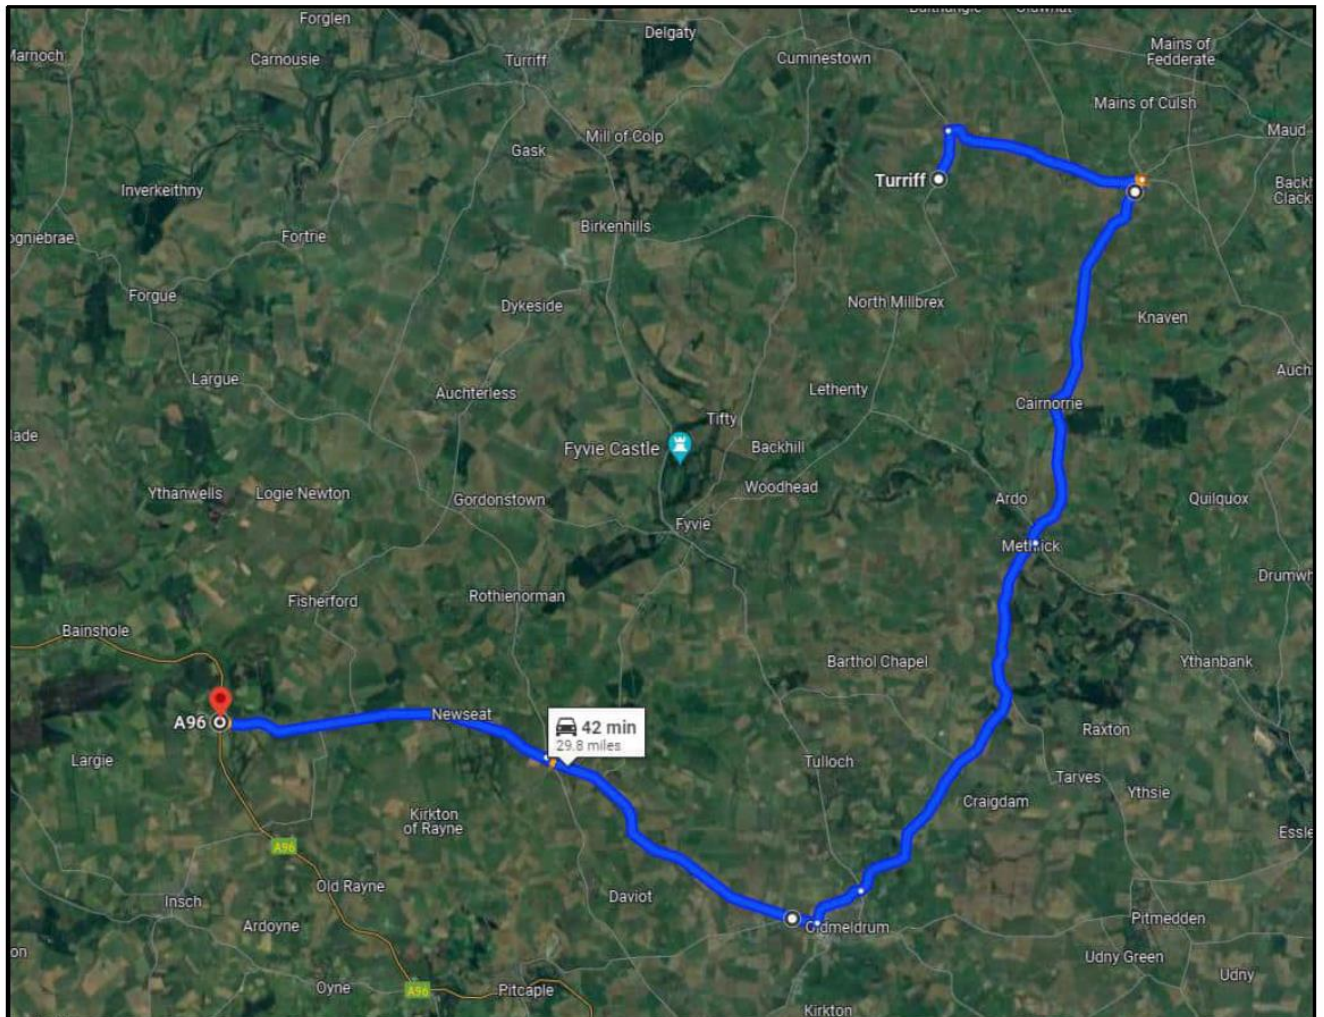 Forglen
Delgaty
Marnoch
Carnousie
Turriff
Cuminestown
Mains of
Fedderate
Mains of Culsh
Mill of Colp
Maud
Gask
Turriff
Inverkeithny
Birkenhills
ogniebrae
Fortrie
Forgue
Dykeside
North Millbrex
Knaven
Largue
Auchterless
Lethenty
Cairnorrie
Tifty
Fyvie Castle
Backhill
Woodhead
Ythanwells
Logie Newton
Gordonstown
Ardo
Quilquox
Fyvie
Methlick
Fisherford
Rothienorman
Bainshole
Barthol Chapel
Ythanbank
A96
Newseat
42 min
29.8 miles
Raxton
Largie
Tulloch
Tarves
Ythsie
Craigdam
Kirkton
of Rayne
A96
Old Rayne
Insch
Daviot
Ardoyne
Oldmeldrum
Pitmedden
Udny Green
Udny
Oyne
A96
Pitcaple
Kirkton